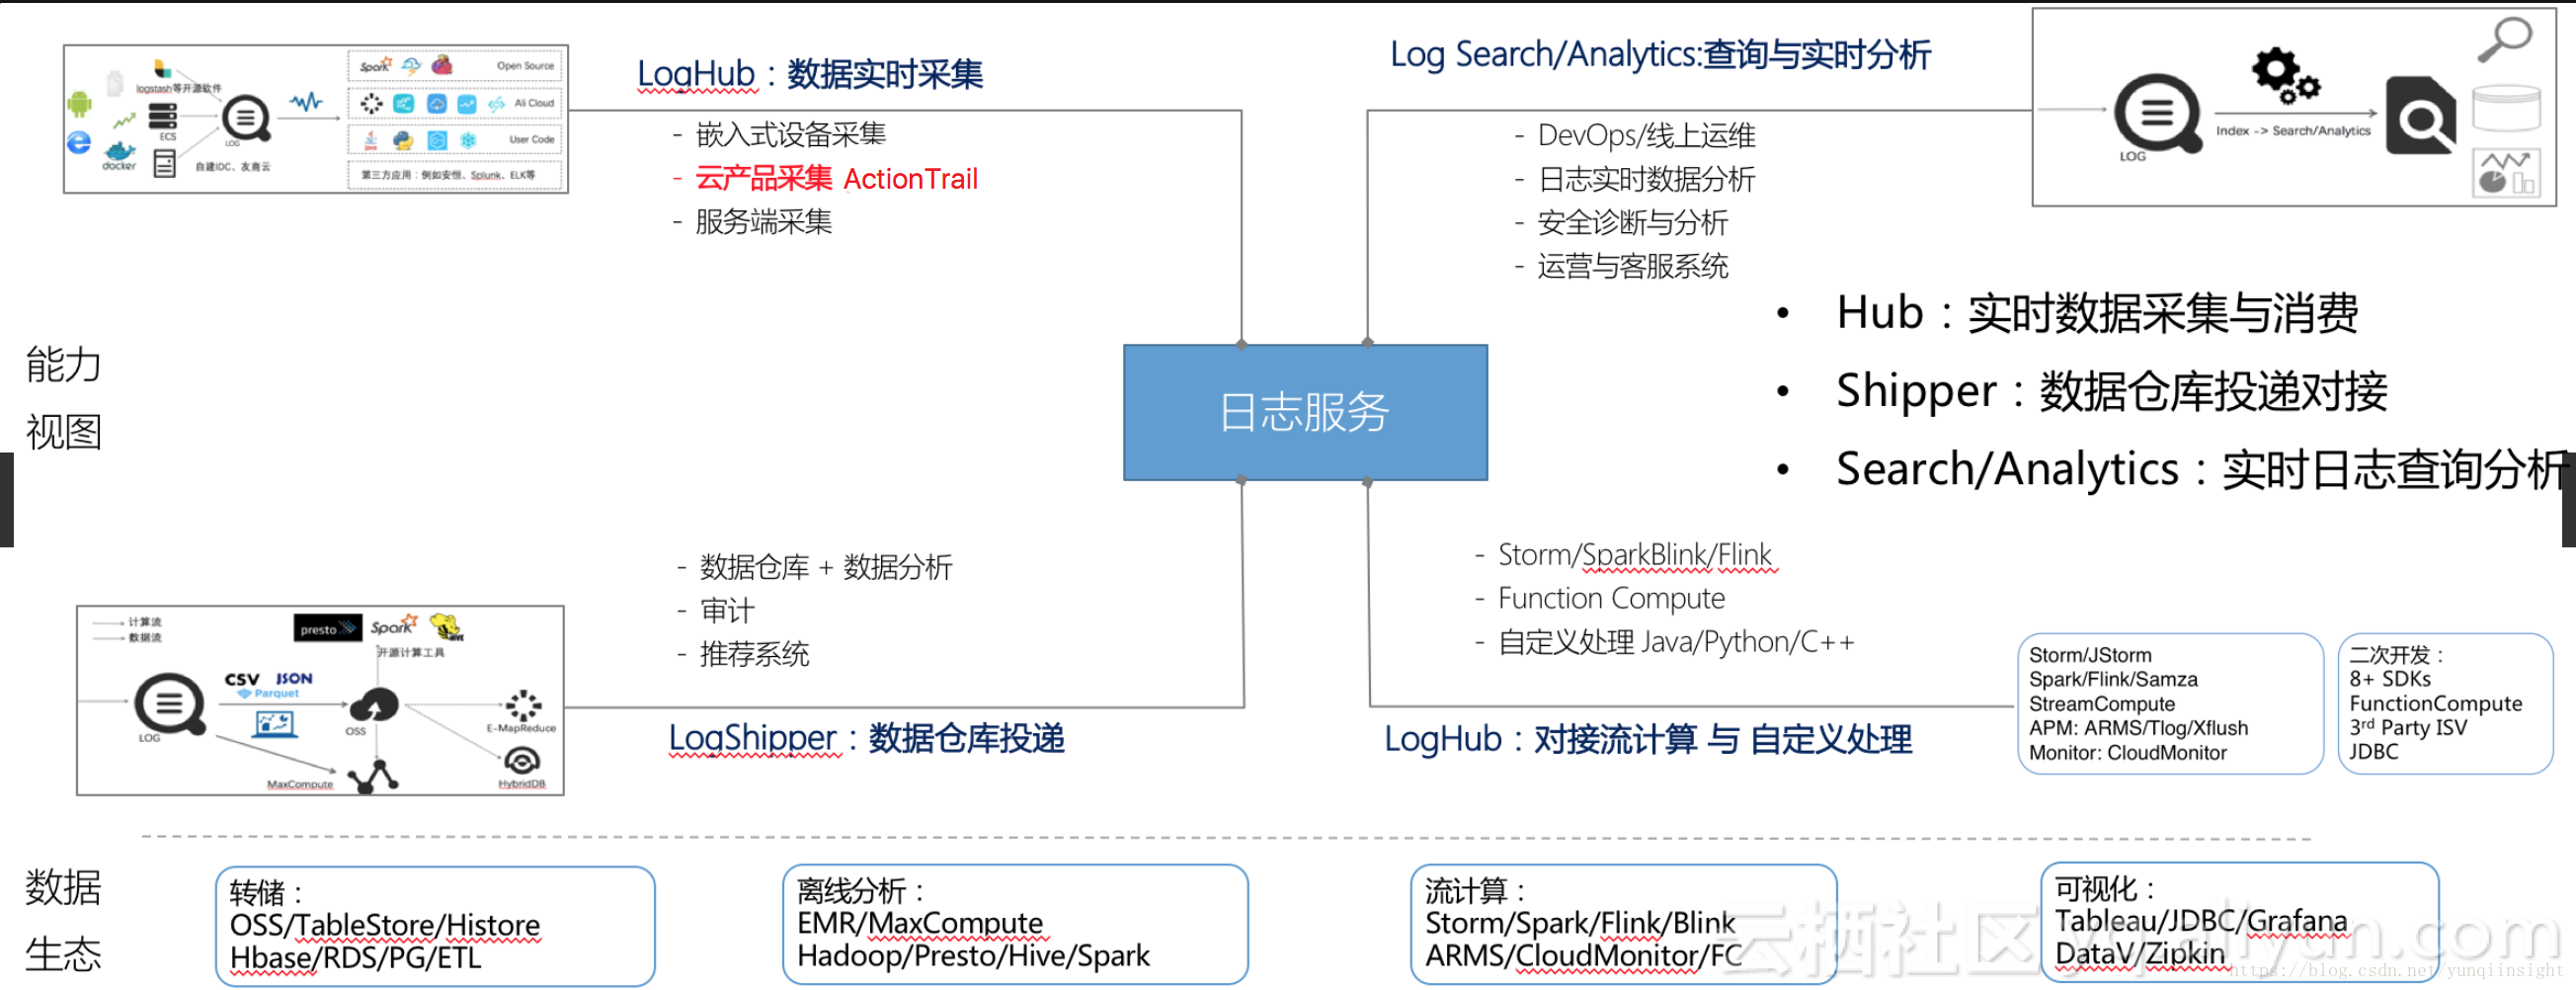 logstash等开源软件
ECS
docker
自建IDC、友商云
LOG
Spark
Open Source
Ali Cloud
User Code
第三方应用：例如安恒、Splunk、ELK等
LogHub：数据实时采集
- 嵌入式设备采集
- 云产品采集 ActionTrail
- 服务端采集
Log Search/Analytics:查询与实时分析
- DevOps/线上运维
- 日志实时数据分析
- 安全诊断与分析
- 运营与客服系统
LOG
Index -> Search/Analytics
• Hub：实时数据采集与消费
• Shipper：数据仓库投递对接
• Search/Analytics：实时日志查询分析
能力
视图
日志服务
- 数据仓库 + 数据分析
- 审计
- 推荐系统
LogShipper：数据仓库投递
计算流
数据流
presto
Spark
HIVE
开源计算工具
CSV JSON
Parquet
LOG
OSS
E-MapReduce
MaxCompute
HybridDB
- Storm/SparkBlink/Flink
- Function Compute
- 自定义处理 Java/Python/C++
LogHub：对接流计算 与 自定义处理
Storm/JStorm
Spark/Flink/Samza
StreamCompute
APM: ARMS/Tlog/Xflush
Monitor: CloudMonitor
二次开发：
8+ SDKs
FunctionCompute
3rd Party ISV
JDBC
数据
生态
转储：
OSS/TableStore/Histore
Hbase/RDS/PG/ETL
离线分析：
EMR/MaxCompute
Hadoop/Presto/Hive/Spark
流计算：
Storm/Spark/Flink/Blink
ARMS/CloudMonitor/FC
可视化：
Tableau/JDBC/Grafana
DataV/Zipkin
云栖社区 yq.aliyun.com
https://blog.csdn.net/yunqiinsight